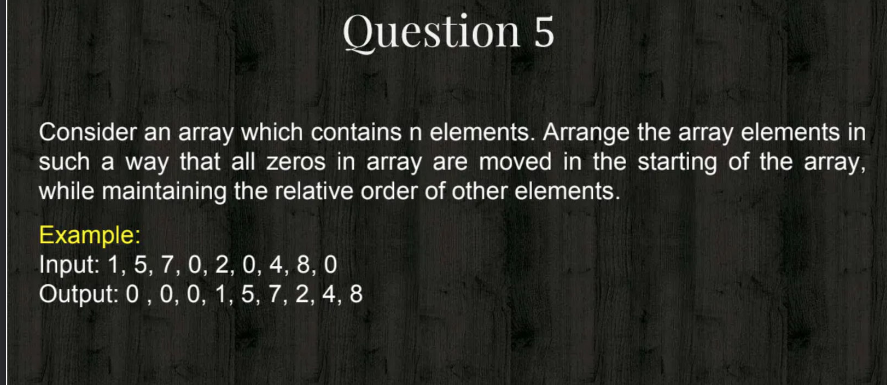 Question 5
Consider an array which contains n elements. Arrange the array elements in
such a way that all zeros in array are moved in the starting of the array,
while maintaining the relative order of other elements.
Example:
Input: 1, 5, 7, 0, 2, 0, 4, 8, 0
Output: 0 , 0, 0, 1, 5, 7, 2, 4, 8